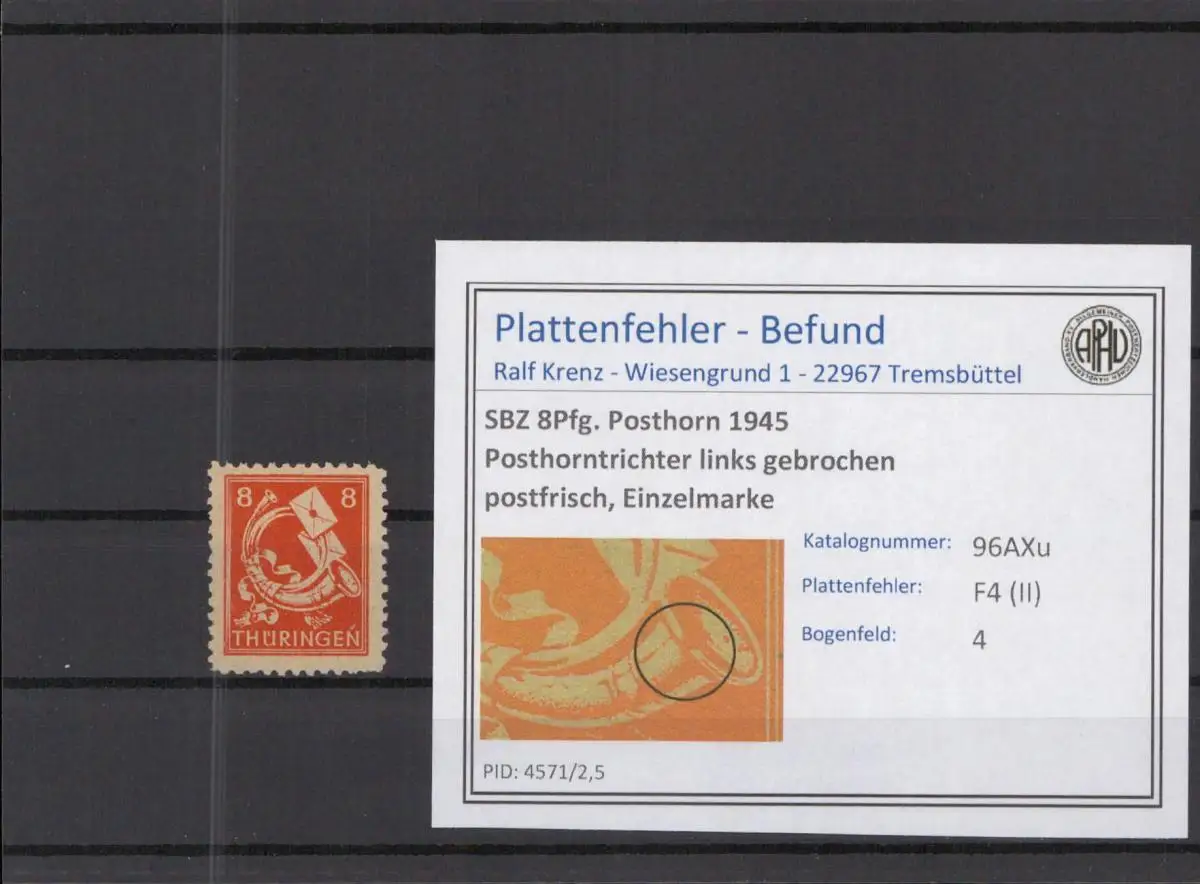 8 8
THÜRINGEN
Plattenfehler - Befund
Ralf Krenz - Wiesengrund 1 - 22967 Tremsbüttel
APHV
SBZ 8Pfg. Posthorn 1945
Posthorntrichter links gebrochen
postfrisch, Einzelmarke
Katalognummer: 96AXu
Plattenfehler: F4 (II)
Bogenfeld: 4
PID: 4571/2,5